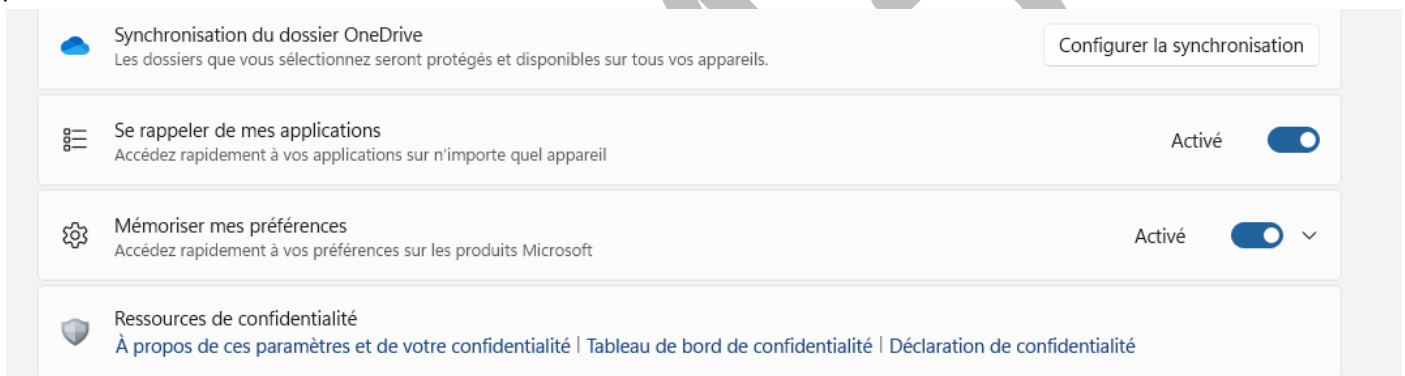 Synchronisation du dossier OneDrive
Les dossiers que vous sélectionnez seront protégés et disponibles sur tous vos appareils.
Configurer la synchronisation
Se rappeler de mes applications
Accédez rapidement à vos applications sur n'importe quel appareil
Activé
Mémoriser mes préférences
Accédez rapidement à vos préférences sur les produits Microsoft
Activé
Ressources de confidentialité
À propos de ces paramètres et de votre confidentialité | Tableau de bord de confidentialité | Déclaration de confidentialité